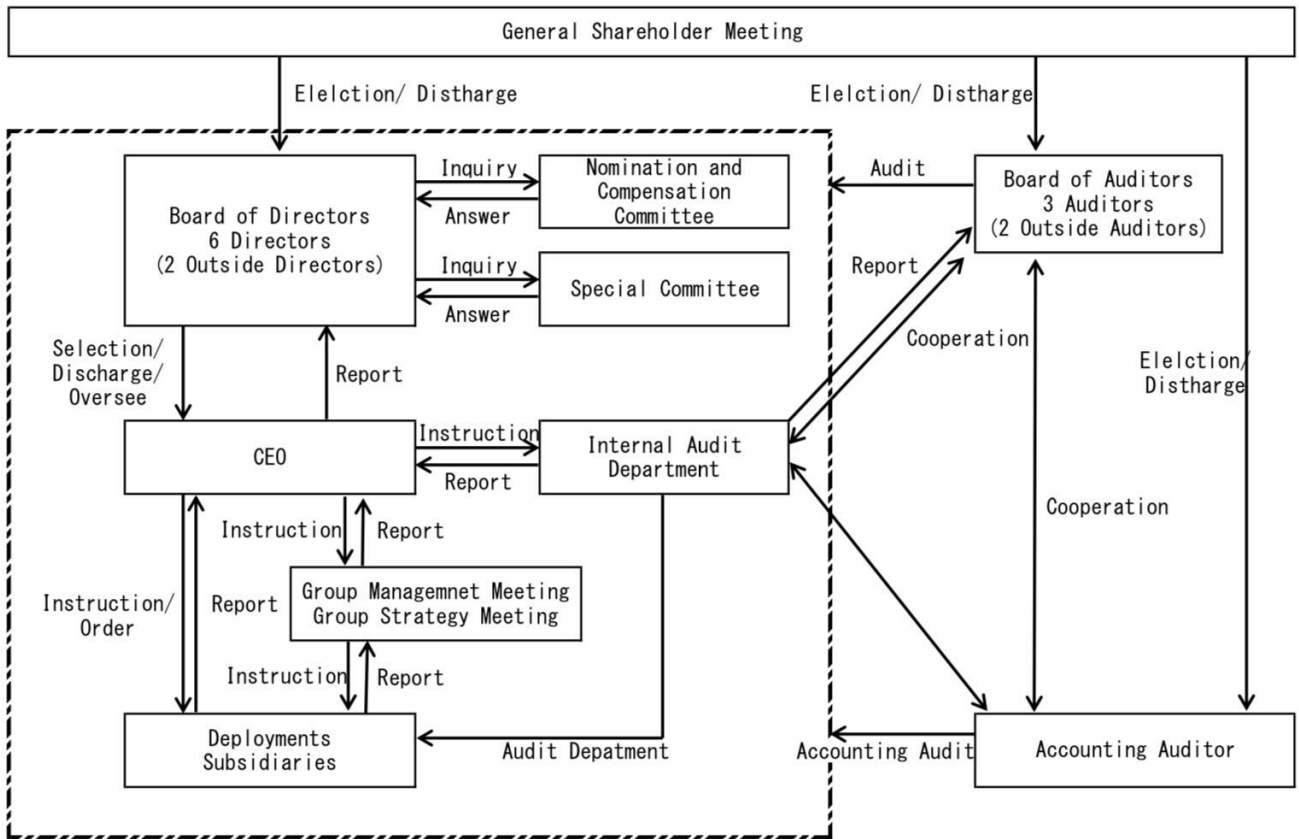 General Shareholder Meeting
Elelction/ Distharge
Elelction/ Distharge
Board of Directors
6 Directors
(2 Outside Directors)
Inquiry
Answer
Nomination and
Compensation
Committee
Inquiry
Answer
Special Committee
Audit
Board of Auditors
3 Auditors
(2 Outside Auditors)
Report
Cooperation
Elelction/
Distharge
Selection/
Discharge/
Oversee
Report
CEO
Instruction
Report
Internal Audit
Department
Cooperation
Instruction
Report
Group Managemnet Meeting
Group Strategy Meeting
Instruction/
Order
Report
Instruction
Report
Deployments
Subsidiaries
Audit Depatment
Accounting Audit
Accounting Auditor